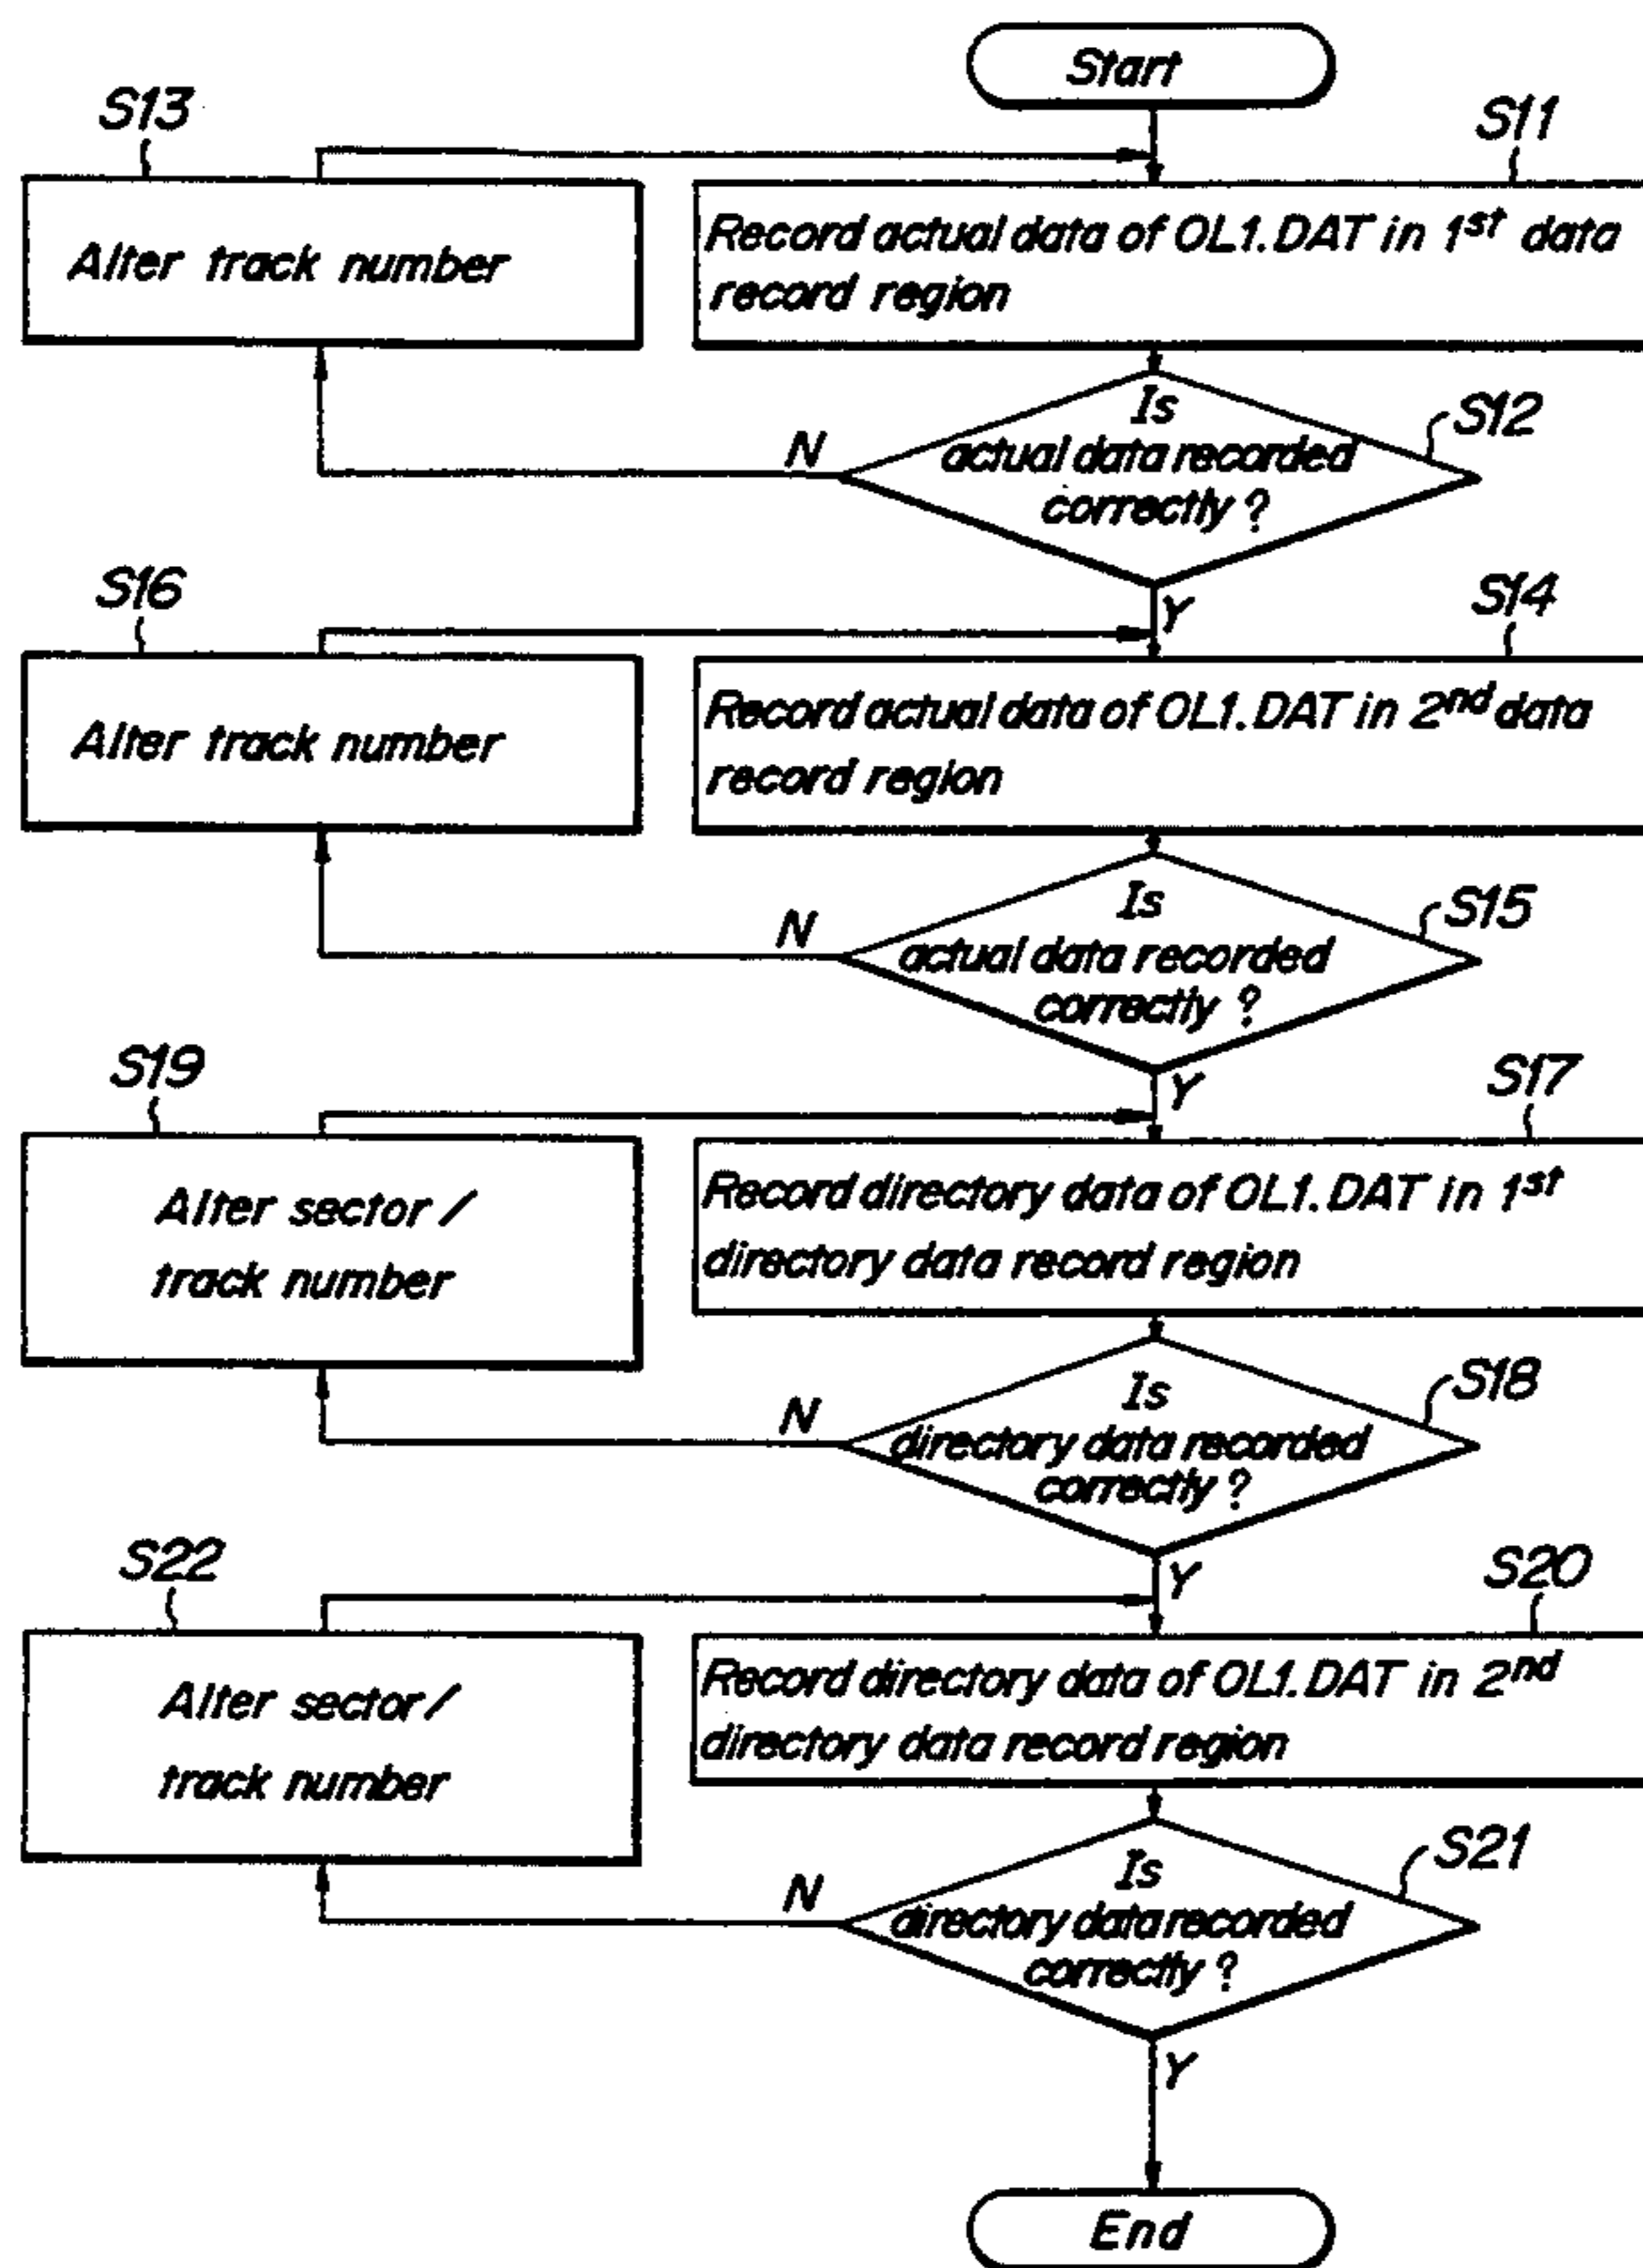 Start
S13
S11
Alter track number
Record actual data of OL1.DAT in 1st data
record region
Is
actual data recorded
correctly ?
S12
N
Y
S16
S14
Alter track number
Record actual data of OL1.DAT in 2nd data
record region
Is
actual data recorded
correctly ?
S15
N
Y
S19
S17
Alter sector /
track number
Record directory data of OL1.DAT in 1st
directory data record region
Is
directory data recorded
correctly ?
S18
N
Y
S22
S20
Alter sector /
track number
Record directory data of OL1.DAT in 2nd
directory data record region
Is
directory data recorded
correctly ?
S21
N
Y
End